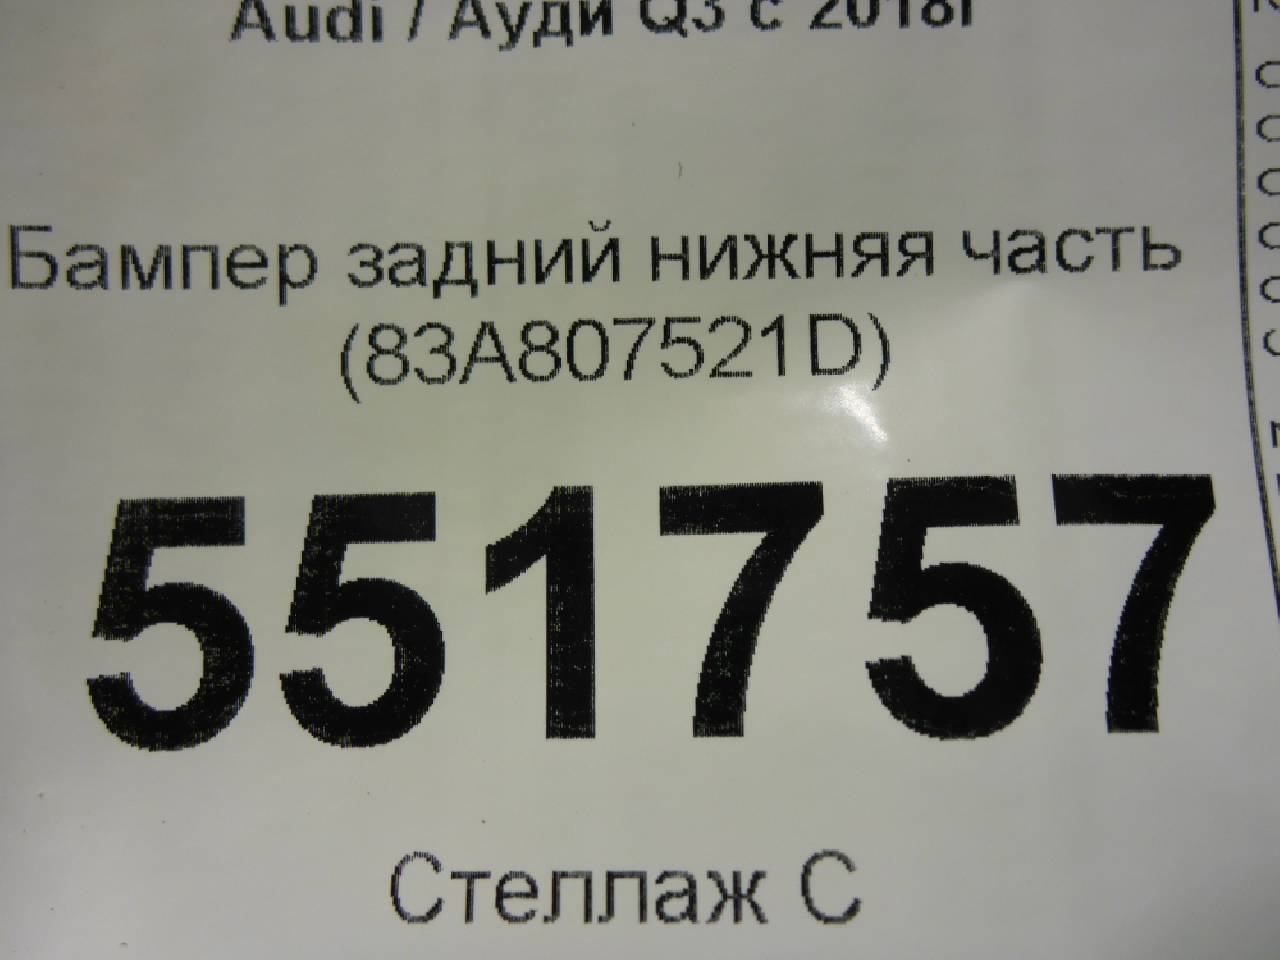 Audi / Ауди Q3 с 2018г
Бампер задний нижняя часть
(83A807521D)
551757
Стеллаж С